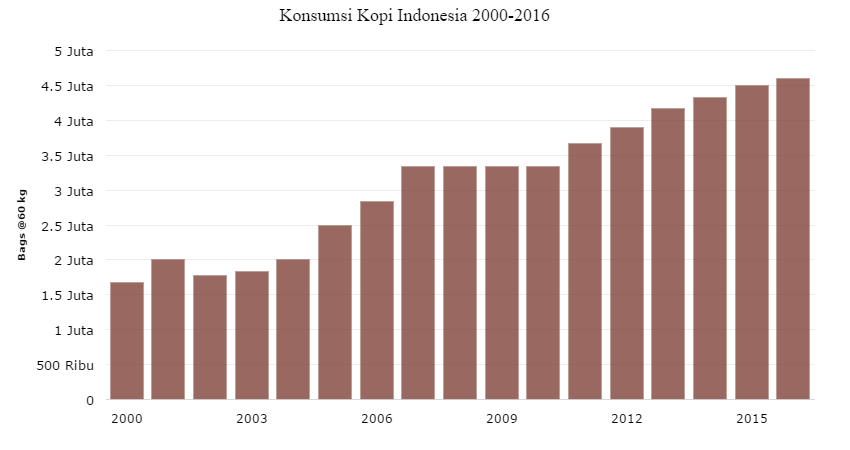 Konsumsi Kopi Indonesia 2000-2016
5 Juta
4.5 Juta
4 Juta
3.5 Juta
3 Juta
2.5 Juta
2 Juta
1.5 Juta
1 Juta
500 Ribu
0
Bags @60 kg
2000 2003 2006 2009 2012 2015